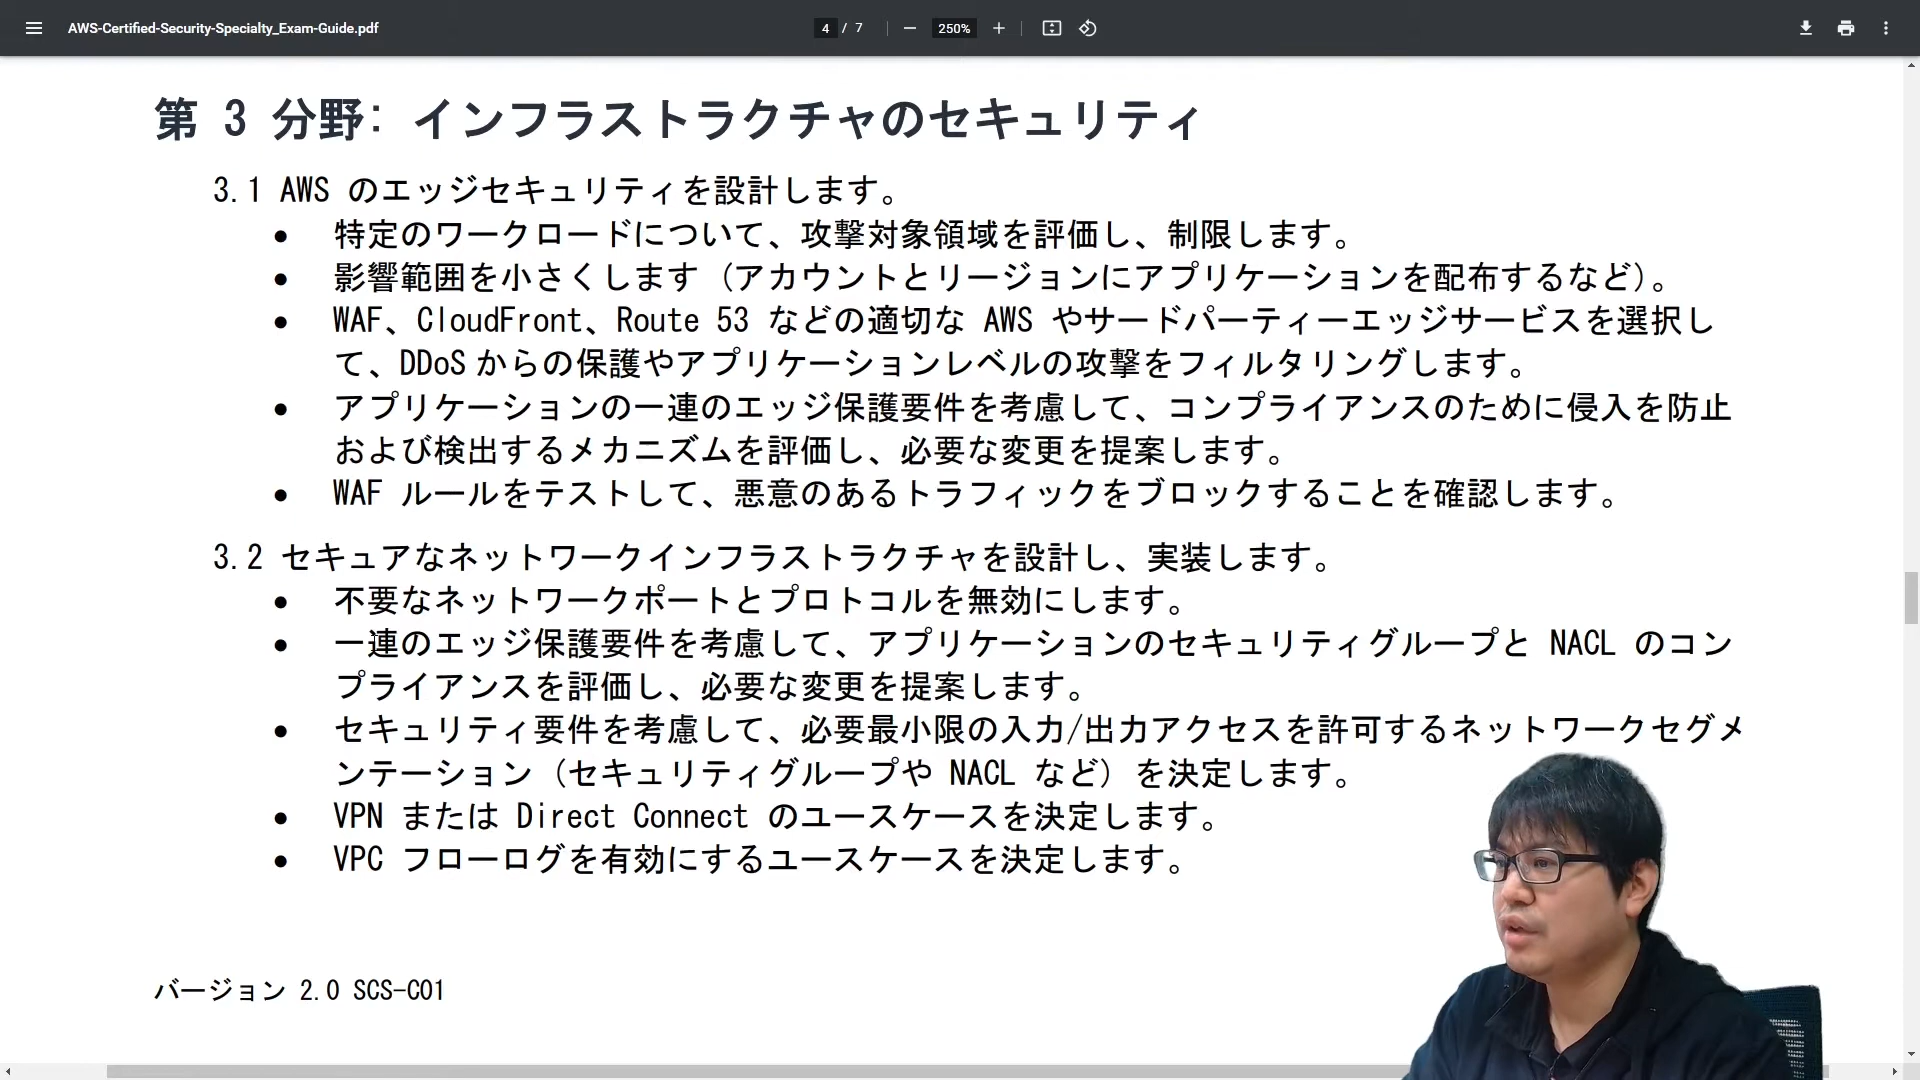 AWS-Certified-Security-Specialty_Exam-Guide.pdf
4 / 7
250%
第 3 分野: インフラストラクチャのセキュリティ
3.1 AWS のエッジセキュリティを設計します。
● 特定のワークロードについて、攻撃対象領域を評価し、制限します。
● 影響範囲を小さくします (アカウントとリージョンにアプリケーションを配布するなど)。
● WAF、CloudFront、Route 53 などの適切な AWS やサードパーティーエッジサービスを選択し
て、DDoS からの保護やアプリケーションレベルの攻撃をフィルタリングします。
● アプリケーションの一連のエッジ保護要件を考慮して、コンプライアンスのために侵入を防止
および検出するメカニズムを評価し、必要な変更を提案します。
● WAF ルールをテストして、悪意のあるトラフィックをブロックすることを確認します。
3.2 セキュアなネットワークインフラストラクチャを設計し、実装します。
● 不要なネットワークポートとプロトコルを無効にします。
● 一連のエッジ保護要件を考慮して、アプリケーションのセキュリティグループと NACL のコン
プライアンスを評価し、必要な変更を提案します。
● セキュリティ要件を考慮して、必要最小限の入力/出力アクセスを許可するネットワークセグメ
ンテーション (セキュリティグループや NACL など) を決定します。
● VPN または Direct Connect のユースケースを決定します。
● VPC フローログを有効にするユースケースを決定します。
バージョン 2.0 SCS-C01